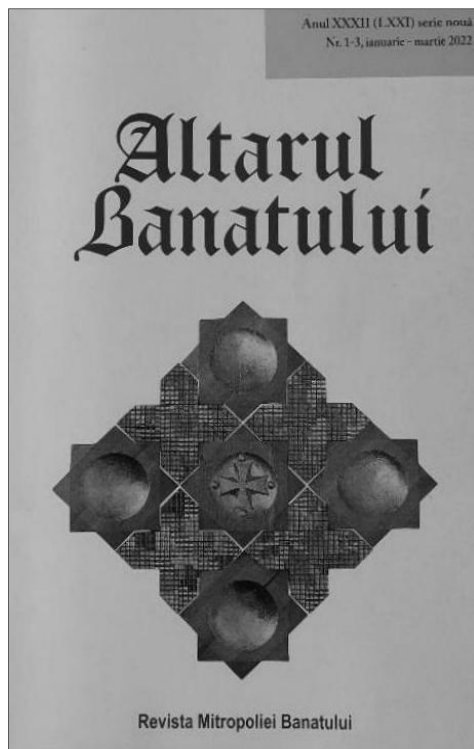 Anul XXXII (LXXI) serie nouă
Nr. 1-3, ianuarie – martie 2022
Altarul
Banatului
Revista Mitropoliei Banatului